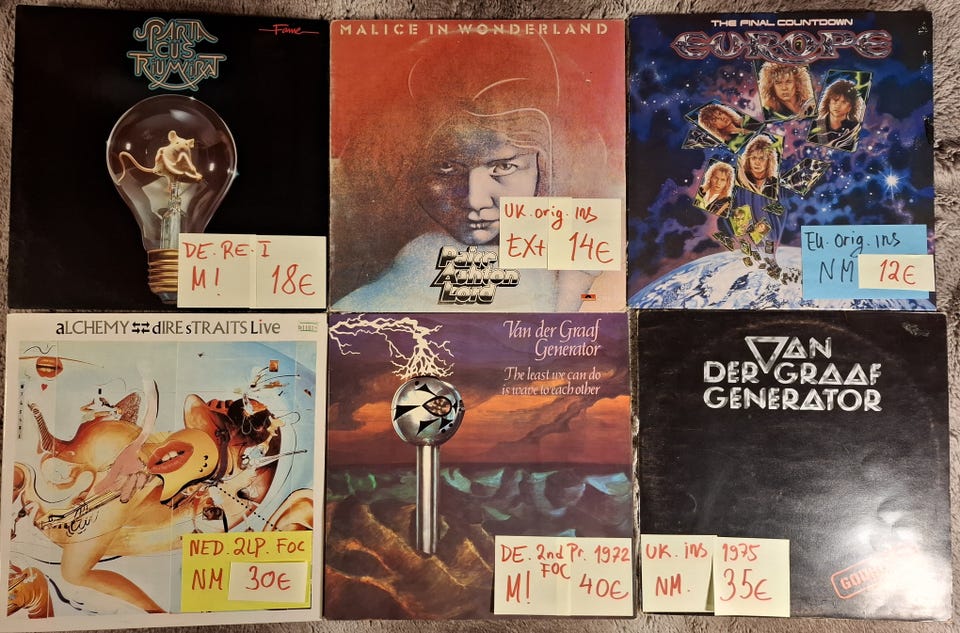 SPARTA
CUS
TRIUMVIRAT
Fame
DE. RE. I
M! 18€
MALICE IN WONDERLAND
UK. orig. ins
EX+ 14€
Paice
Ashton
Lord
THE FINAL COUNTDOWN
EUROPE
EU. orig. ins
NM 12€
aLCHEMY dIRE sTRAITS Live
NED. 2LP. FOC
NM 30€
Van der Graaf
Generator
The least we can do
is wave to each other
DE. 2nd Pr. 1972
FOC
M! 40€
VAN
DER GRAAF
GENERATOR
UK. ins 1975
NM. 35€